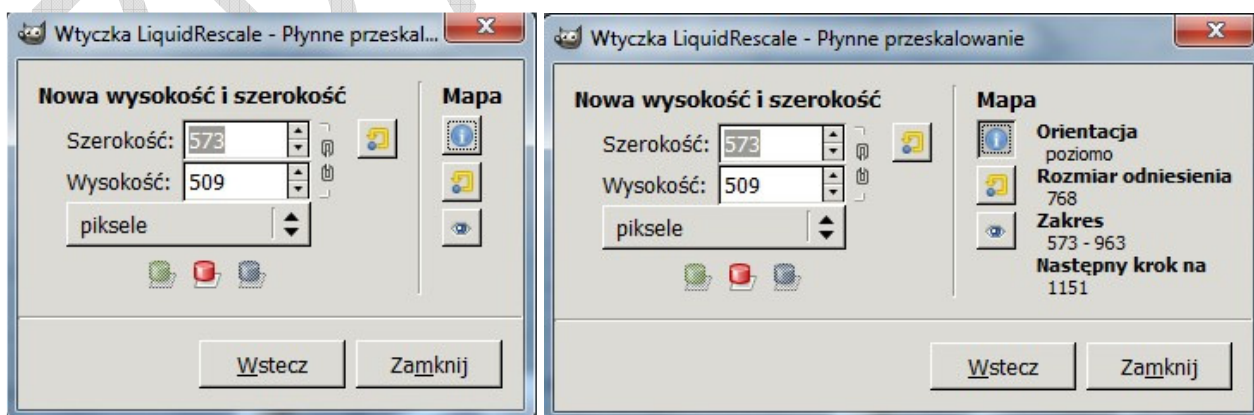 Wtyczka LiquidRescale - Płynne przeskal...
Nowa wysokość i szerokość
Mapa
Szerokość: 573
Wysokość: 509
piksele
Wstecz
Zamknij
Wtyczka LiquidRescale - Płynne przeskalowanie
Nowa wysokość i szerokość
Mapa
Szerokość: 573
Wysokość: 509
piksele
Orientacja
poziomo
Rozmiar odniesienia
768
Zakres
573 - 963
Następny krok na
1151
Wstecz
Zamknij